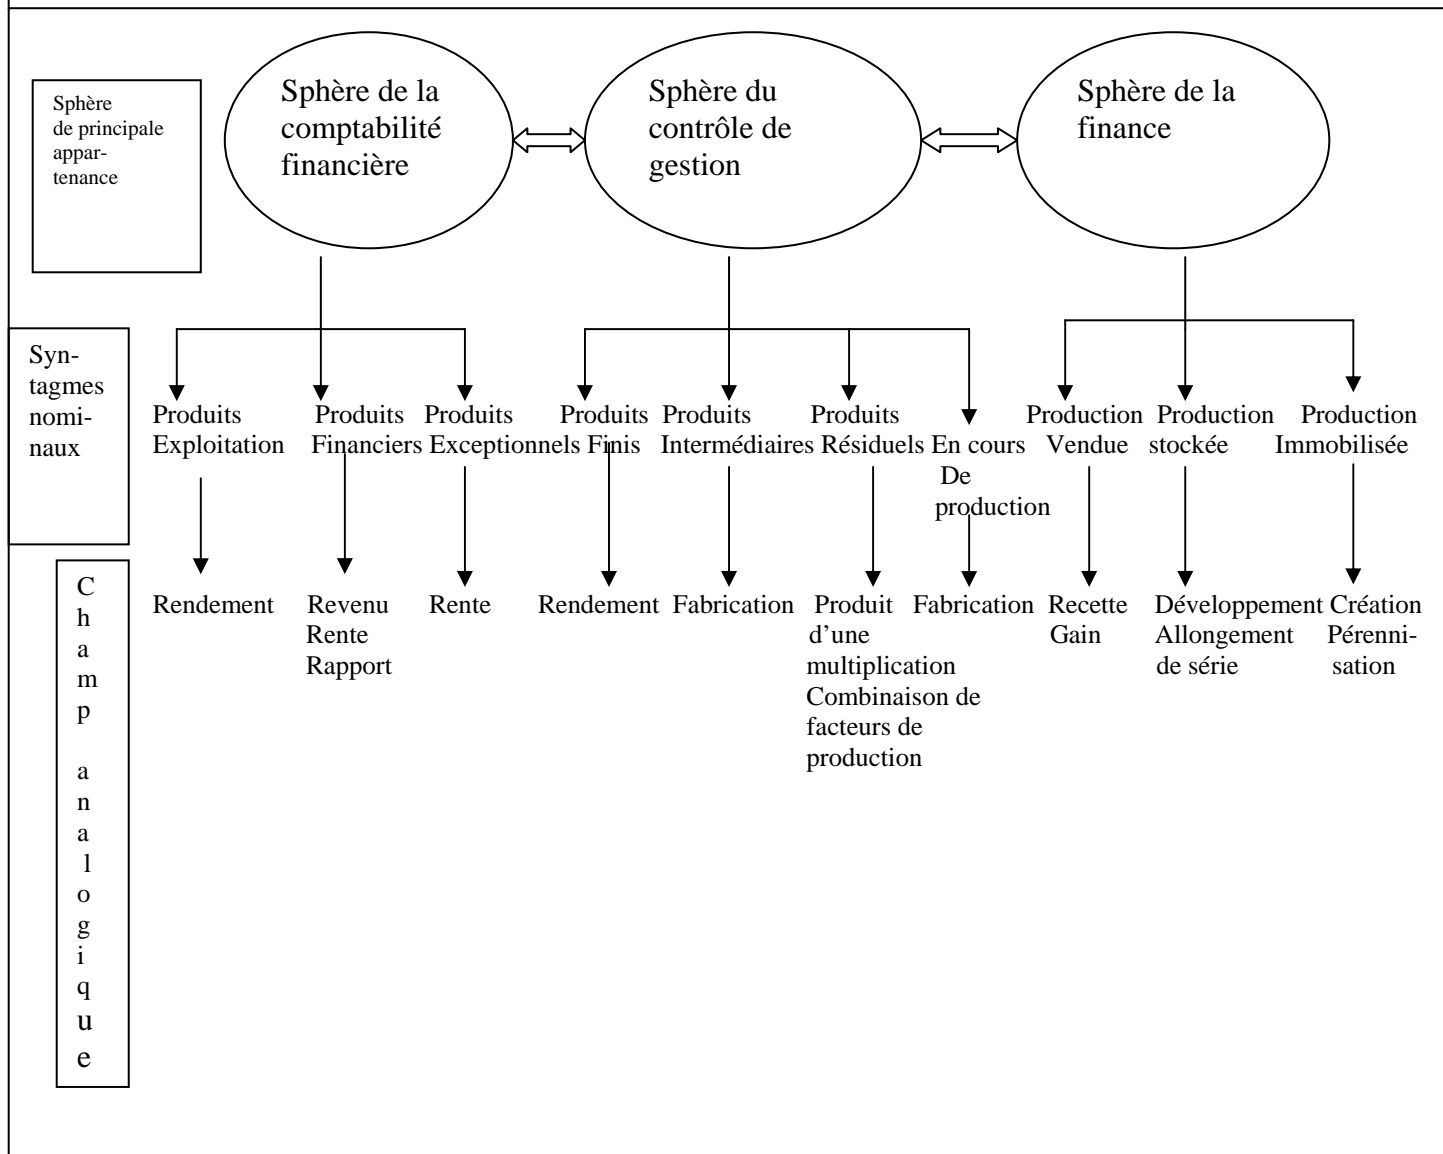 Sphère
de principale
appar-
tenance
Sphère de la
comptabilité
financière
Sphère du
contrôle de
gestion
Sphère de la
finance
Syn-
tagmes
nomi-
naux
Produits
Exploitation
Produits
Financiers
Produits
Exceptionnels
Produits
Finis
Produits
Intermédiaires
Produits
Résiduels
En cours
De
production
Production
Vendue
Production
stockée
Production
Immobilisée
C
h
a
m
p
a
n
a
l
o
g
i
q
u
e
Rendement
Revenu
Rente
Rapport
Rente
Rendement
Fabrication
Produit
d’une
multiplication
Combinaison de
facteurs de
production
Fabrication
Recette
Gain
Développement
Allongement
de série
Création
Pérenni-
sation